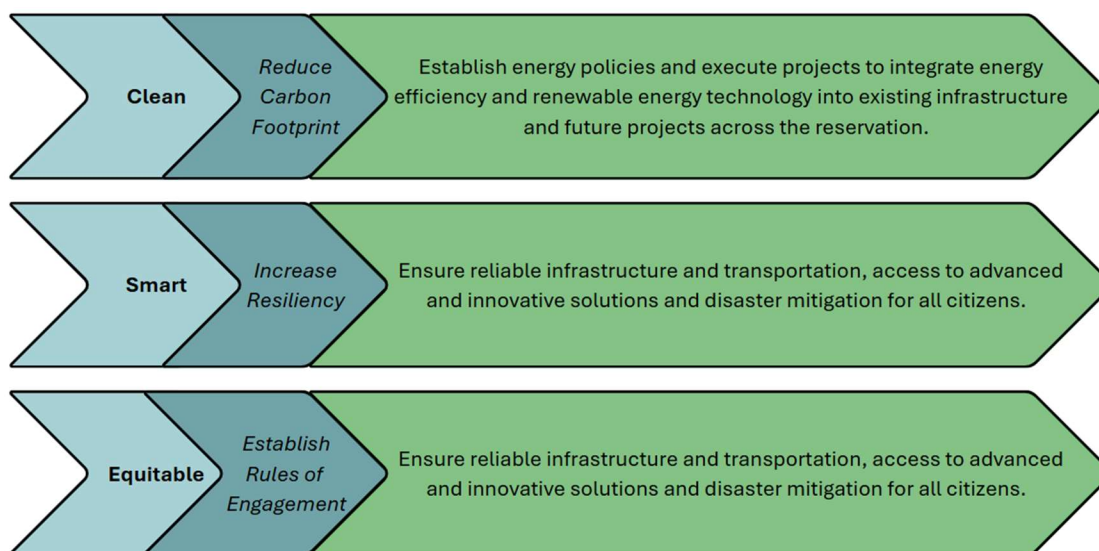 Clean
Reduce
Carbon
Footprint
Establish energy policies and execute projects to integrate energy
efficiency and renewable energy technology into existing infrastructure
and future projects across the reservation.
Smart
Increase
Resiliency
Ensure reliable infrastructure and transportation, access to advanced
and innovative solutions and disaster mitigation for all citizens.
Equitable
Establish
Rules of
Engagement
Ensure reliable infrastructure and transportation, access to advanced
and innovative solutions and disaster mitigation for all citizens.